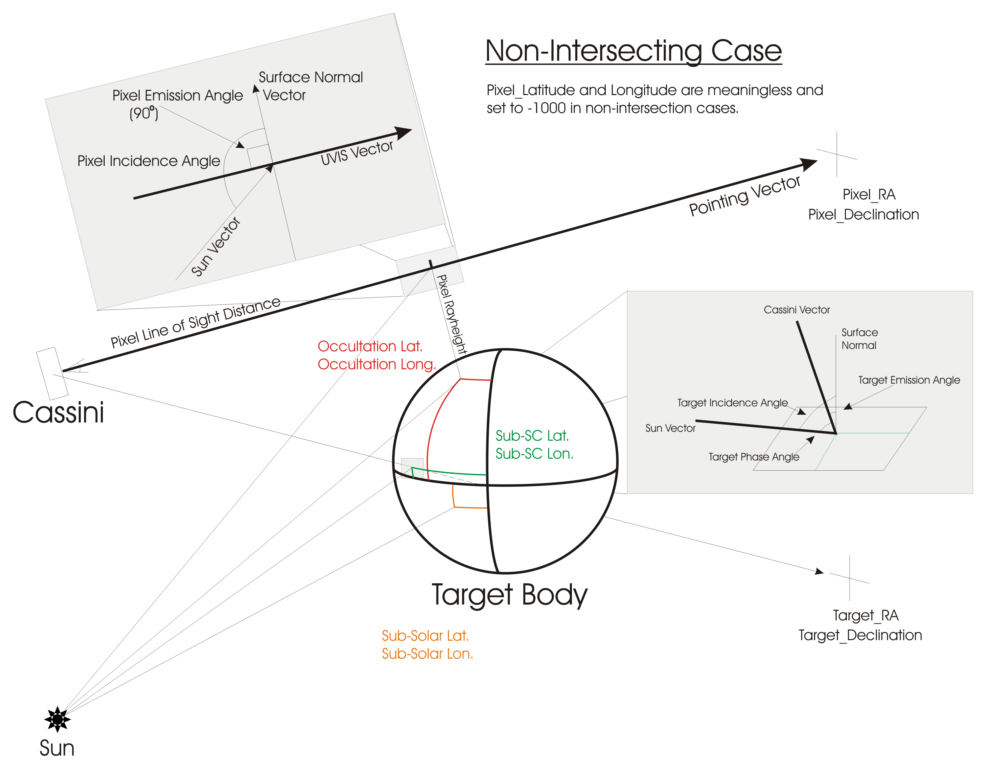 Non-Intersecting Case
Pixel_Latitude and Longitude are meaningless and
set to -1000 in non-intersection cases.
Surface Normal
Vector
Pixel Emission Angle
(90º)
Pixel Incidence Angle
UVIS Vector
Sun Vector
Pointing Vector
Pixel_RA
Pixel_Declination
Pixel Line of Sight Distance
Pixel Rayheight
Cassini
Occultation Lat.
Occultation Long.
Sub-SC Lat.
Sub-SC Lon.
Cassini Vector
Surface
Normal
Target Emission Angle
Target Incidence Angle
Sun Vector
Target Phase Angle
Target Body
Target_RA
Target_Declination
Sub-Solar Lat.
Sub-Solar Lon.
Sun